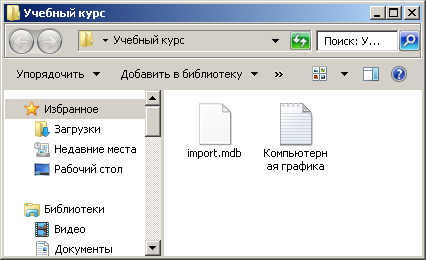 Учебный курс
Учебный курс
Поиск: У...
Упорядочить
Добавить в библиотеку
»
Избранное
Загрузки
Недавние места
Рабочий стол
Библиотеки
Видео
Документы
import.mdb
Компьютерн
ая графика